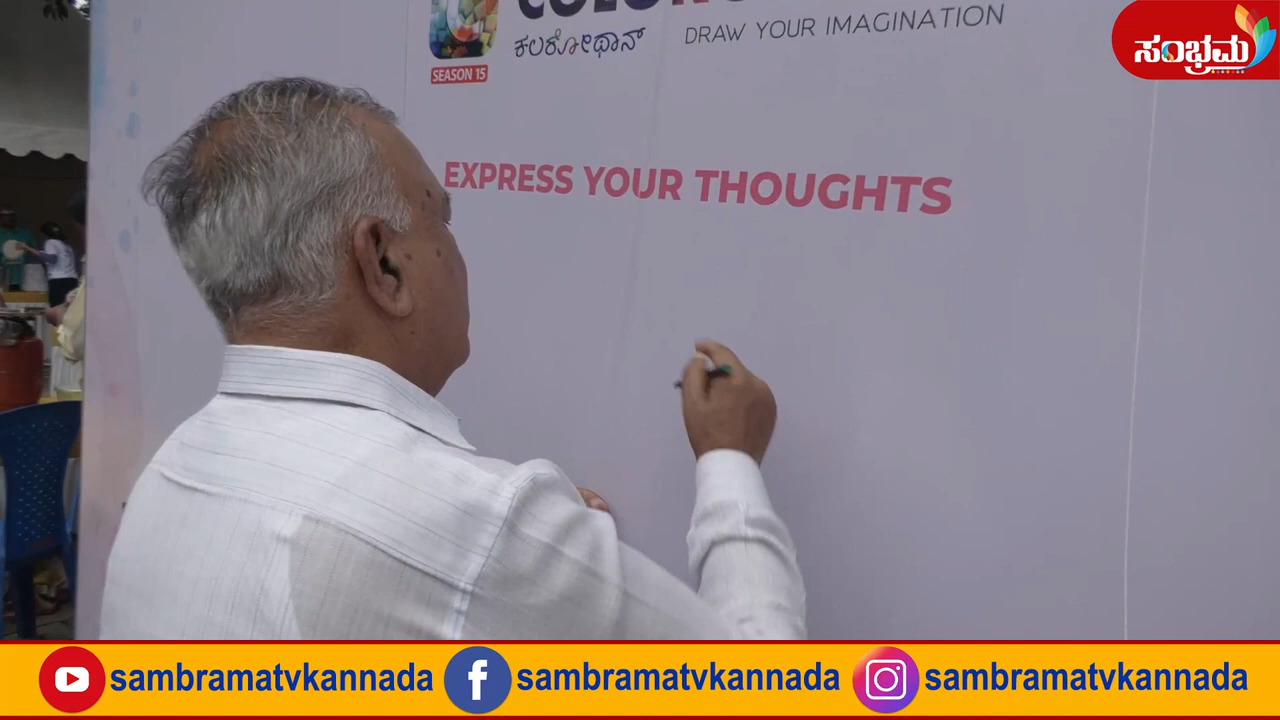 ಕಲರೋಥಾನ್
DRAW YOUR IMAGINATION
SEASON 15
ಸಂಭ್ರಮ
EXPRESS YOUR THOUGHTS
sambramatvkannada sambramatvkannada sambramatvkannada